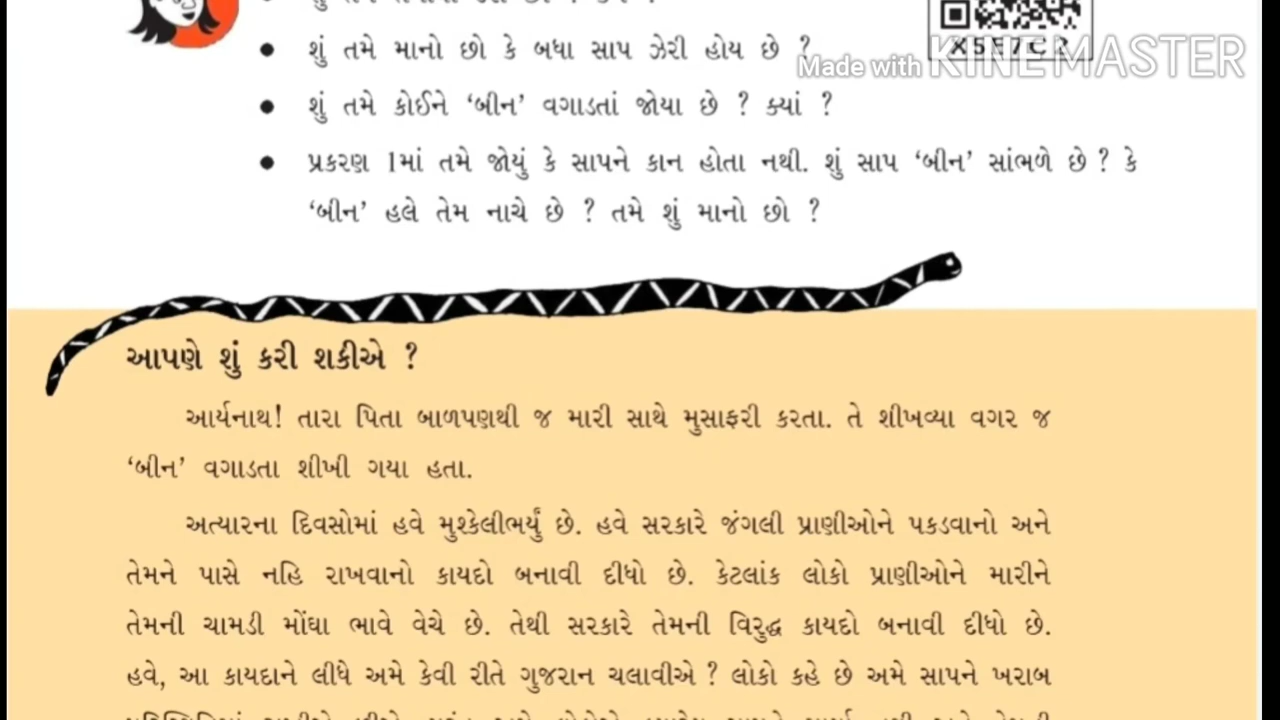 શું તમે માનો છો કે બધા સાપ ઝેરી હોય છે ?
X5E7C2
Made with KINEMASTER
શું તમે કોઈને ‘બીન’ વગાડતાં જોયા છે ? ક્યાં ?
પ્રકરણ 1માં તમે જોયું કે સાપને કાન હોતા નથી. શું સાપ ‘બીન’ સાંભળે છે ? કે
‘બીન’ હલે તેમ નાચે છે ? તમે શું માનો છો ?
આપણે શું કરી શકીએ ?
આર્યનાથ! તારા પિતા બાળપણથી જ મારી સાથે મુસાફરી કરતા. તે શીખવ્યા વગર જ
‘બીન’ વગાડતા શીખી ગયા હતા.
અત્યારના દિવસોમાં હવે મુશ્કેલીભર્યું છે. હવે સરકારે જંગલી પ્રાણીઓને પકડવાનો અને
તેમને પાસે નહિ રાખવાનો કાયદો બનાવી દીધો છે. કેટલાંક લોકો પ્રાણીઓને મારીને
તેમની ચામડી મોંઘા ભાવે વેચે છે. તેથી સરકારે તેમની વિરુદ્ધ કાયદો બનાવી દીધો છે.
હવે, આ કાયદાને લીધે અમે કેવી રીતે ગુજરાન ચલાવીએ ? લોકો કહે છે અમે સાપને ખરાબ